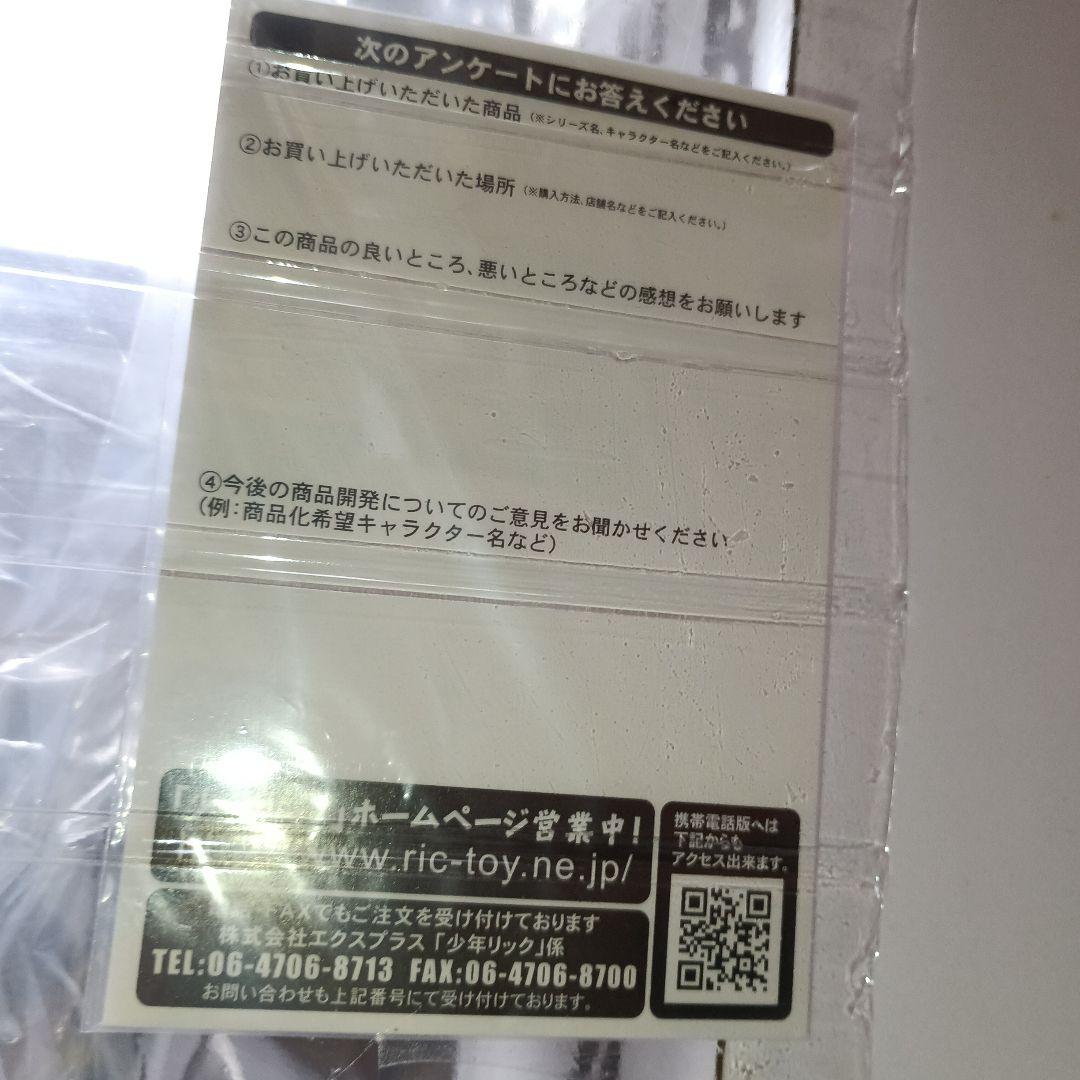 次のアンケートにお答えください
①お買い上げいただいた商品（※シリーズ名、キャラクター名などをご記入ください。）
②お買い上げいただいた場所（※購入方法、店舗名などをご記入ください。）
③この商品の良いところ、悪いところなどの感想をお願いします
④今後の商品開発についてのご意見をお聞かせください
（例：商品化希望キャラクター名など）
」ホームページ営業中！
www.ric-toy.ne.jp/
AXでもご注文を受け付けております
株式会社エクスプラス「少年リック」係
TEL:06-4706-8713 FAX:06-4706-8700
お問い合わせも上記番号にて受け付けております。
携帯電話版へは
下記からも
アクセス出来ます。